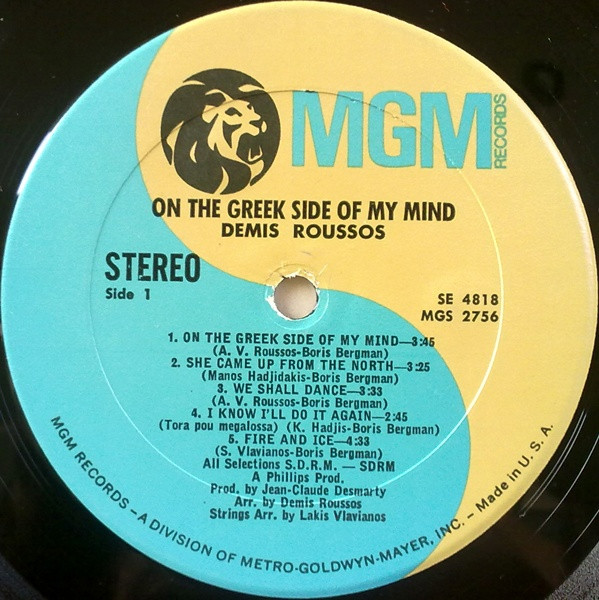 MGM
RECORDS
ON THE GREEK SIDE OF MY MIND
DEMIS ROUSSOS
STEREO
Side 1
SE 4818
MGS 2756
1. ON THE GREEK SIDE OF MY MIND—3:45
(A. V. Roussos-Boris Bergman)
2. SHE CAME UP FROM THE NORTH—3:25
(Manos Hadjidakis-Boris Bergman)
3. WE SHALL DANCE—3:33
(A. V. Roussos-Boris Bergman)
4. I KNOW I'LL DO IT AGAIN—2:45
(Tora pou megalossa) (K. Hadjis-Boris Bergman)
5. FIRE AND ICE—4:33
(S. Vlavianos-Boris Bergman)
All Selections S.D.R.M. — SDRM
A Phillips Prod.
Prod. by Jean-Claude Desmarty
Arr. by Demis Roussos
Strings Arr. by Lakis Vlavianos
MGM RECORDS – A DIVISION OF METRO-GOLDWYN-MAYER, INC. – Made in U. S. A.